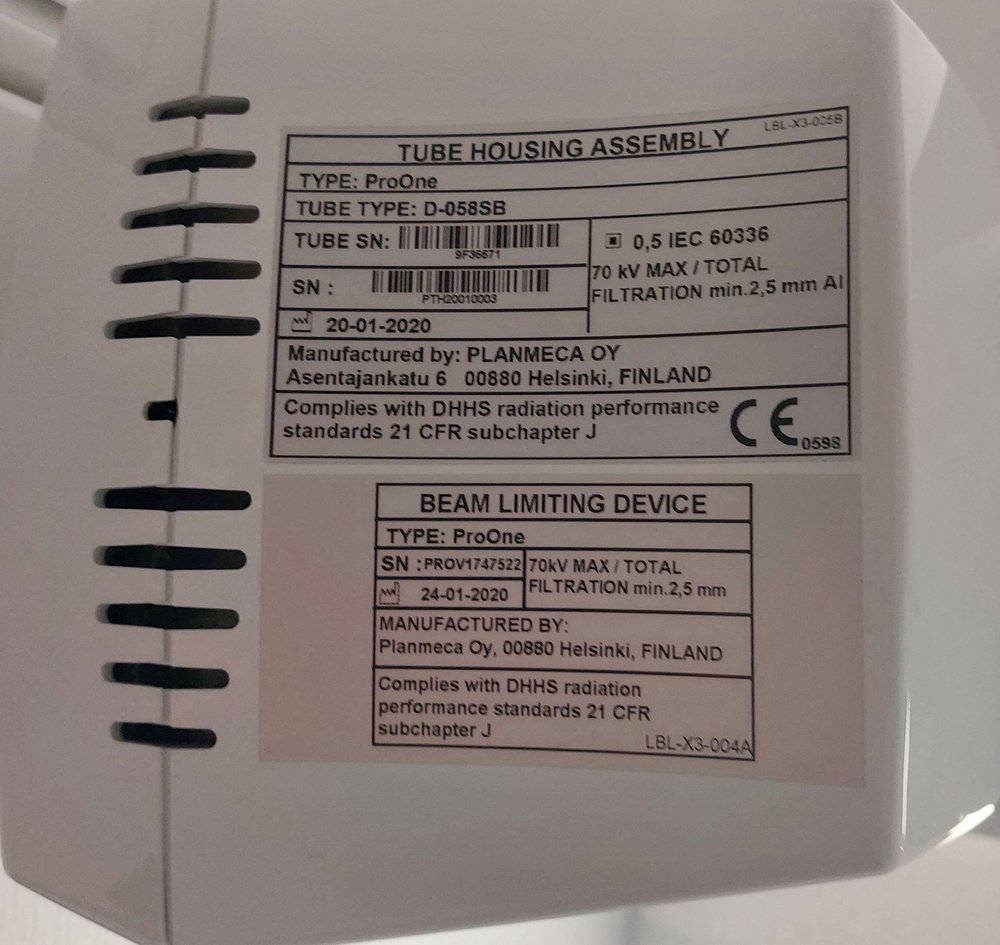 LBL-X3-005B
TUBE HOUSING ASSEMBLY
TYPE: ProOne
TUBE TYPE: D-058SB
TUBE SN:
9F36671
SN :
PTH20010003
20-01-2020
0,5 IEC 60336
70 kV MAX / TOTAL
FILTRATION min.2,5 mm Al
Manufactured by: PLANMECA OY
Asentajankatu 6 00880 Helsinki, FINLAND
Complies with DHHS radiation performance
standards 21 CFR subchapter J
CE 0598
BEAM LIMITING DEVICE
TYPE: ProOne
SN :PROV1747522
24-01-2020
70kV MAX / TOTAL
FILTRATION min.2,5 mm
MANUFACTURED BY:
Planmeca Oy, 00880 Helsinki, FINLAND
Complies with DHHS radiation
performance standards 21 CFR
subchapter J
LBL-X3-004A